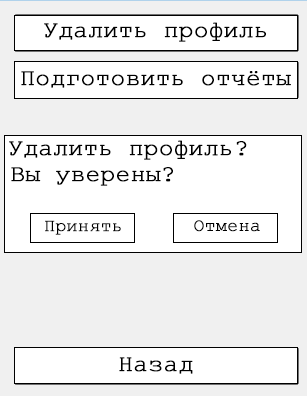 Удалить профиль
Подготовить отчёты
Удалить профиль?
Вы уверены?
Принять Отмена
Назад